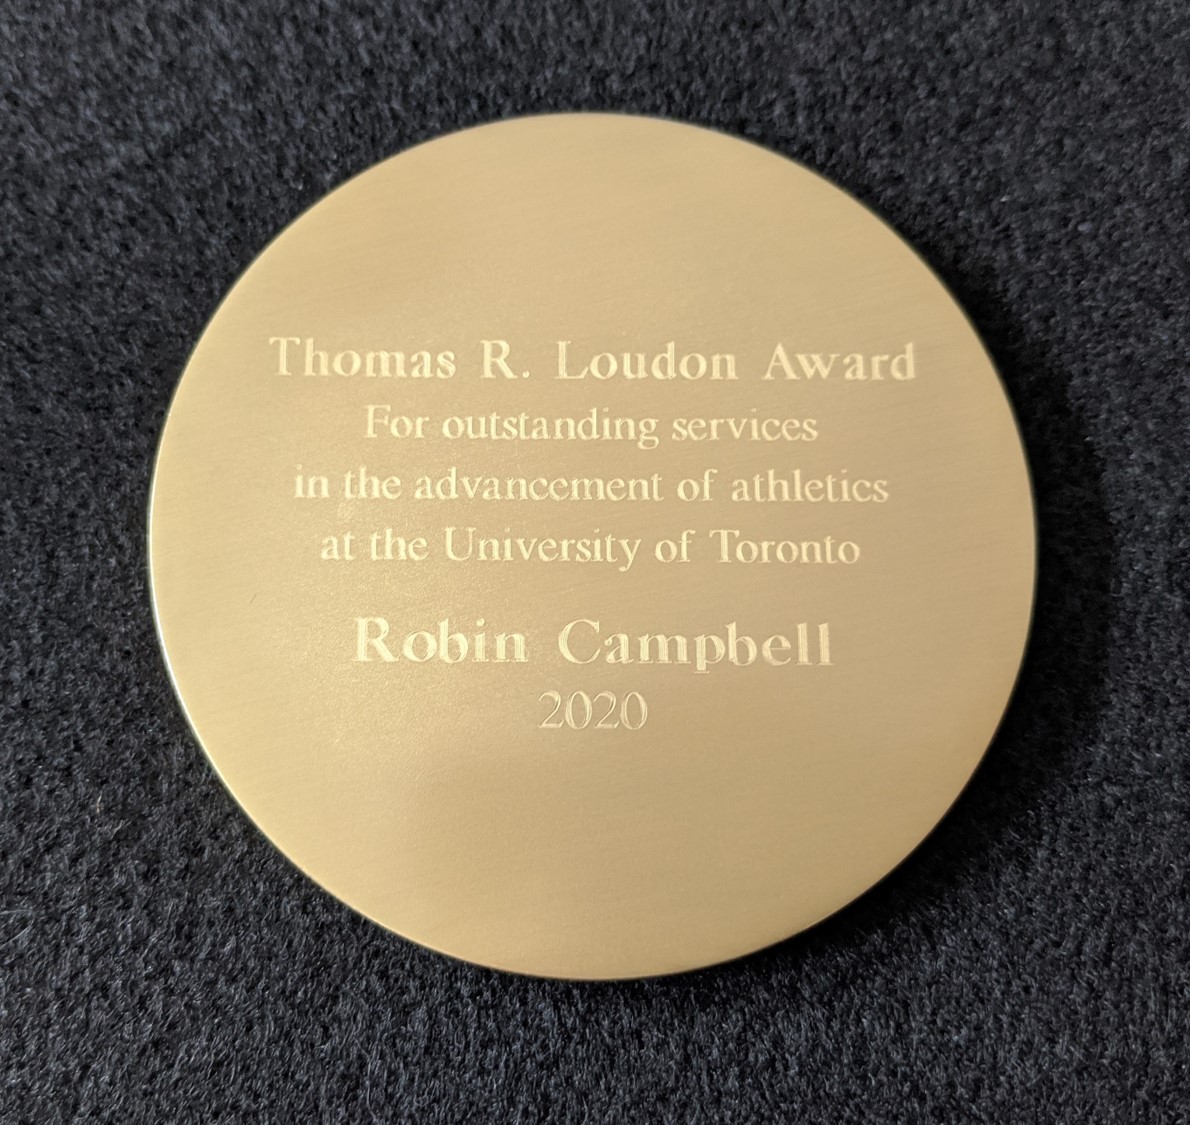 Thomas R. Loudon Award
For outstanding services
in the advancement of athletics
at the University of Toronto
Robin Campbell
2020